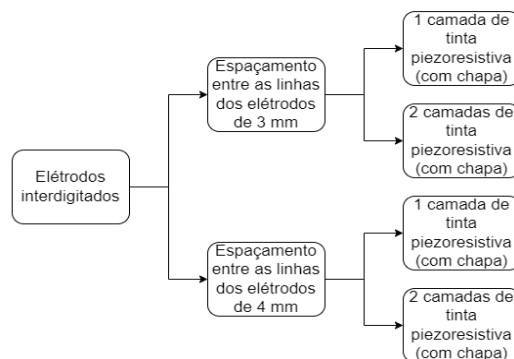 Elétrodos
interdigitados
Espaçamento
entre as linhas
dos elétrodos
de 3 mm
1 camada de
tinta
piezoresistiva
(com chapa)
2 camadas de
tinta
piezoresistiva
(com chapa)
Espaçamento
entre as linhas
dos elétrodos
de 4 mm
1 camada de
tinta
piezoresistiva
(com chapa)
2 camadas de
tinta
piezoresistiva
(com chapa)